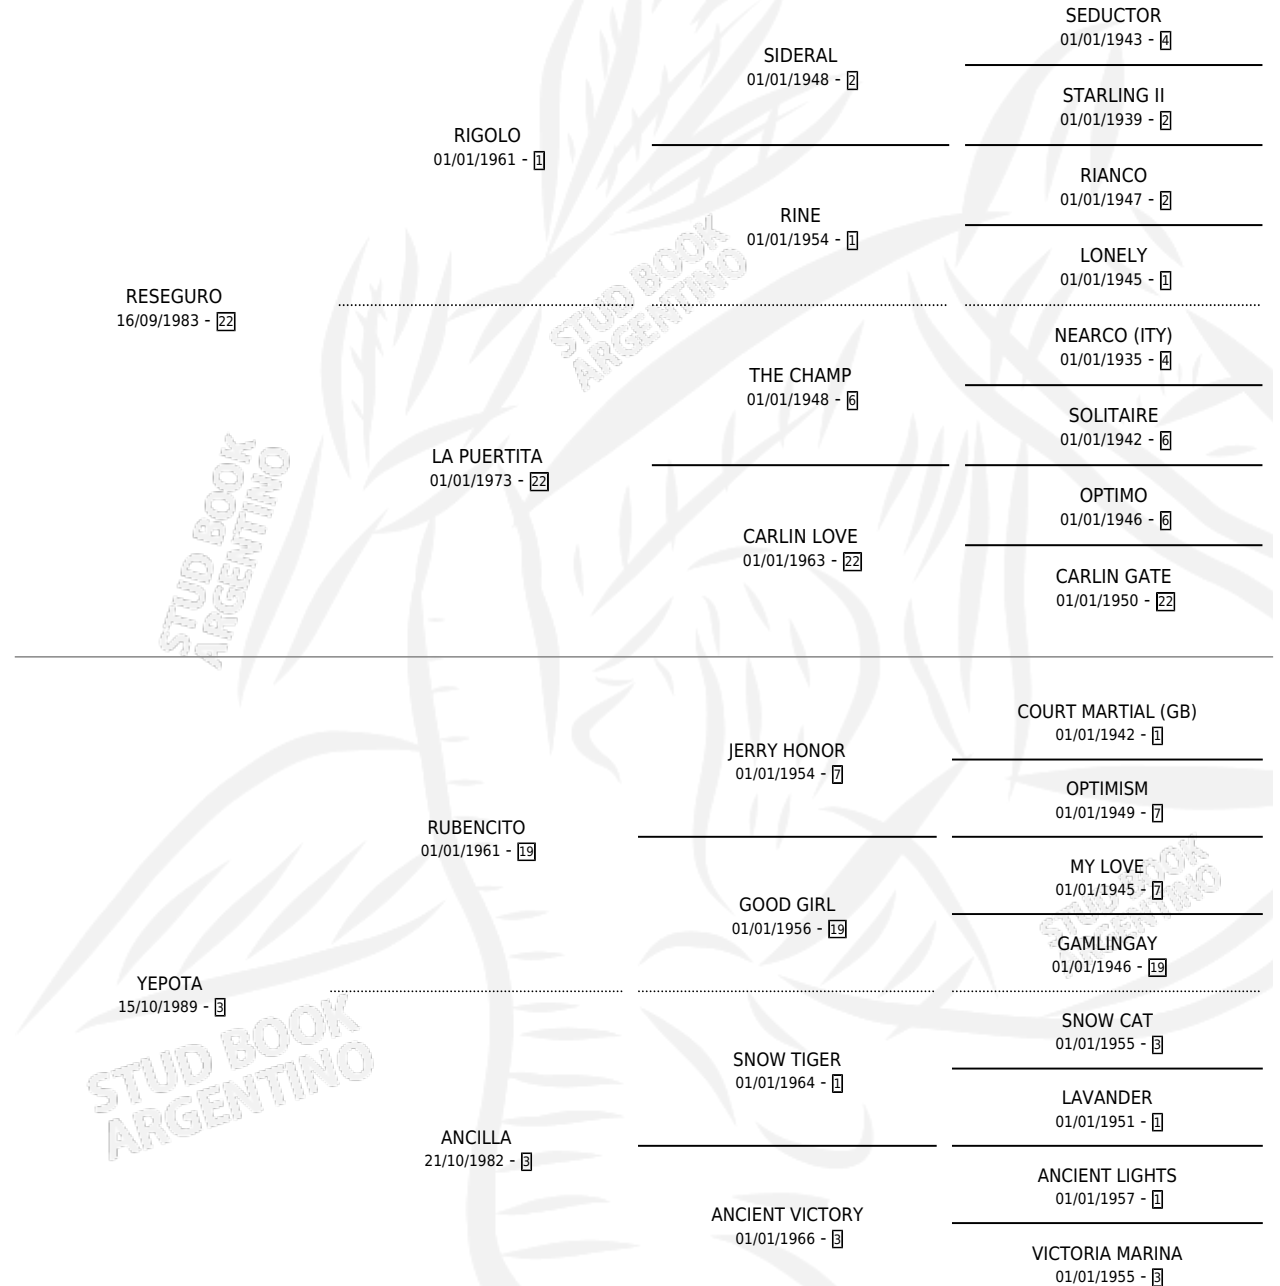 SEDUCTOR
01/01/1943 - 4
SIDERAL
01/01/1948 - 2
STARLING II
01/01/1939 - 2
RIGOLO
01/01/1961 - 1
RIANCO
01/01/1947 - 2
RINE
01/01/1954 - 1
LONELY
01/01/1945 - 1
RESEGURO
16/09/1983 - 22
STUD BOOK
ARGENTINO
NEARCO (ITY)
01/01/1935 - 4
THE CHAMP
01/01/1948 - 6
SOLITAIRE
01/01/1942 - 6
LA PUERTITA
01/01/1973 - 22
OPTIMO
01/01/1946 - 6
CARLIN LOVE
01/01/1963 - 22
CARLIN GATE
01/01/1950 - 22
STUD BOOK
ARGENTINO
COURT MARTIAL (GB)
01/01/1942 - 1
JERRY HONOR
01/01/1954 - 7
OPTIMISM
01/01/1949 - 7
RUBENCITO
01/01/1961 - 19
MY LOVE
01/01/1945 - 7
STUD BOOK
ARGENTINO
GOOD GIRL
01/01/1956 - 19
GAMLINGAY
01/01/1946 - 19
YEPOTA
15/10/1989 - 3
STUD BOOK
ARGENTINO
SNOW CAT
01/01/1955 - 3
SNOW TIGER
01/01/1964 - 1
LAVANDER
01/01/1951 - 1
ANCILLA
21/10/1982 - 3
ANCIENT LIGHTS
01/01/1957 - 1
ANCIENT VICTORY
01/01/1966 - 3
VICTORIA MARINA
01/01/1955 - 3